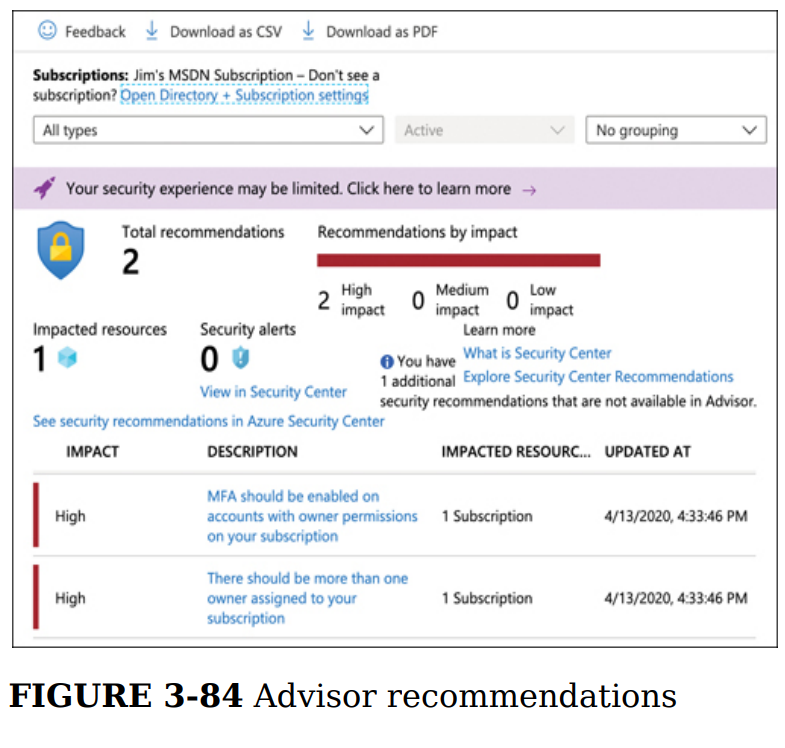 Feedback Download as CSV Download as PDF
Subscriptions: Jim's MSDN Subscription – Don't see a
subscription? Open Directory + Subscription settings
All types Active No grouping
Your security experience may be limited. Click here to learn more →
Total recommendations
2
Recommendations by impact
2 High impact 0 Medium impact 0 Low impact
Impacted resources
1
Security alerts
0
View in Security Center
Learn more
What is Security Center
Explore Security Center Recommendations
You have
1 additional
security recommendations that are not available in Advisor.
See security recommendations in Azure Security Center
IMPACT DESCRIPTION IMPACTED RESOURC... UPDATED AT
High
MFA should be enabled on
accounts with owner permissions
on your subscription
1 Subscription
4/13/2020, 4:33:46 PM
High
There should be more than one
owner assigned to your
subscription
1 Subscription
4/13/2020, 4:33:46 PM
FIGURE 3-84 Advisor recommendations